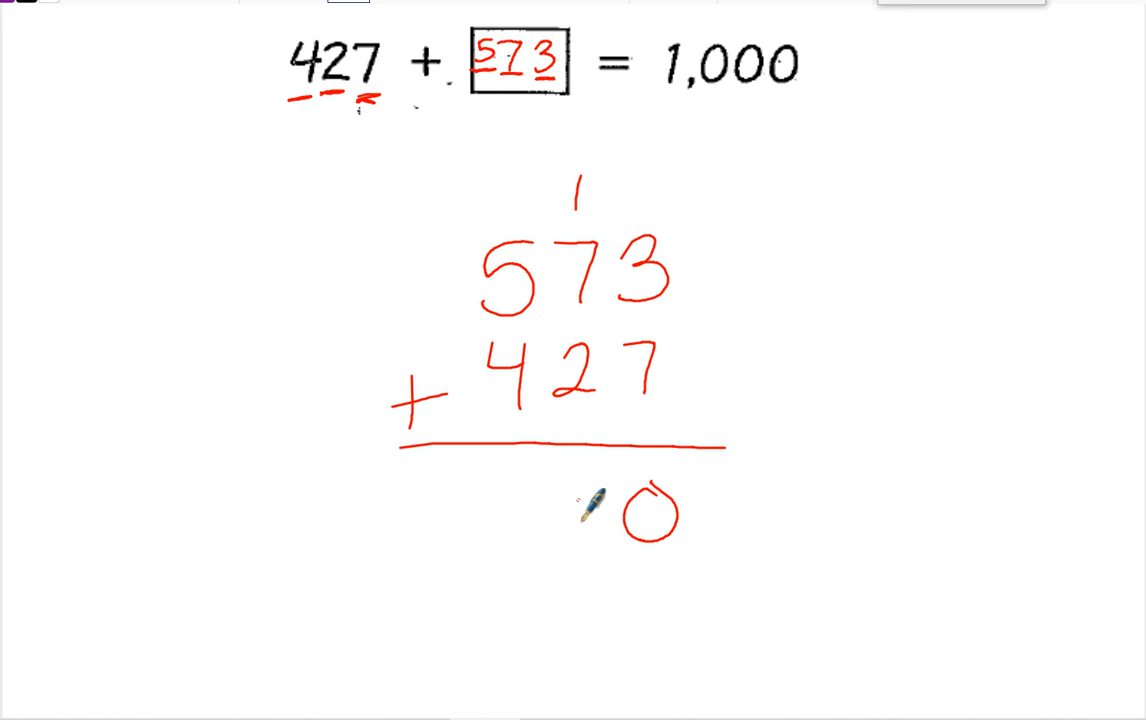 427 + 573 = 1,000
1
573
+ 427
0